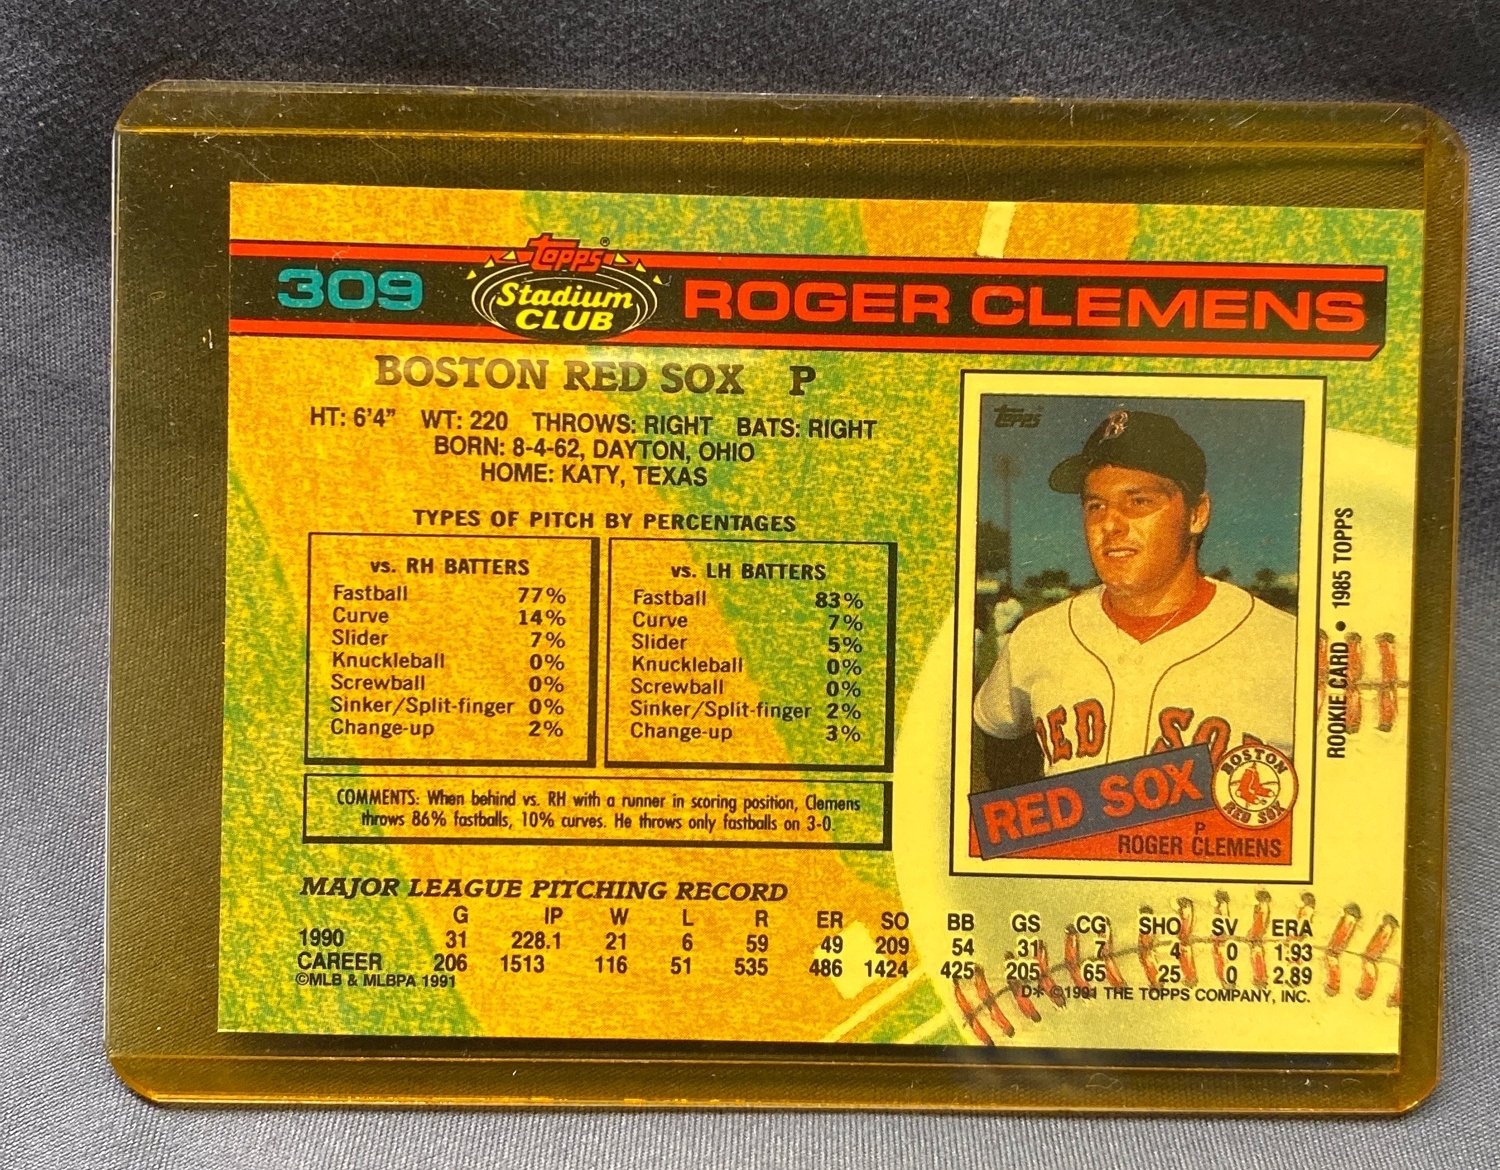 309 Topps® Stadium CLUB ROGER CLEMENS
BOSTON RED SOX P
HT: 6'4" WT: 220 THROWS: RIGHT BATS: RIGHT
BORN: 8-4-62, DAYTON, OHIO
HOME: KATY, TEXAS
TYPES OF PITCH BY PERCENTAGES
vs. RH BATTERS
Fastball 77%
Curve 14%
Slider 7%
Knuckleball 0%
Screwball 0%
Sinker/Split-finger 0%
Change-up 2%
vs. LH BATTERS
Fastball 83%
Curve 7%
Slider 5%
Knuckleball 0%
Screwball 0%
Sinker/Split-finger 2%
Change-up 3%
COMMENTS: When behind vs. RH with a runner in scoring position, Clemens
throws 86% fastballs, 10% curves. He throws only fastballs on 3-0.
Topps
B
RED SO
RED SOX
BOSTON
RED SOX
P
ROGER CLEMENS
ROOKIE CARD • 1985 TOPPS
MAJOR LEAGUE PITCHING RECORD
G IP W L R ER SO BB GS CG SHO SV ERA
1990 31 228.1 21 6 59 49 209 54 31 7 4 0 1.93
CAREER 206 1513 116 51 535 486 1424 425 205 65 25 0 2.89
©MLB & MLBPA 1991
D* ©1991 THE TOPPS COMPANY, INC.